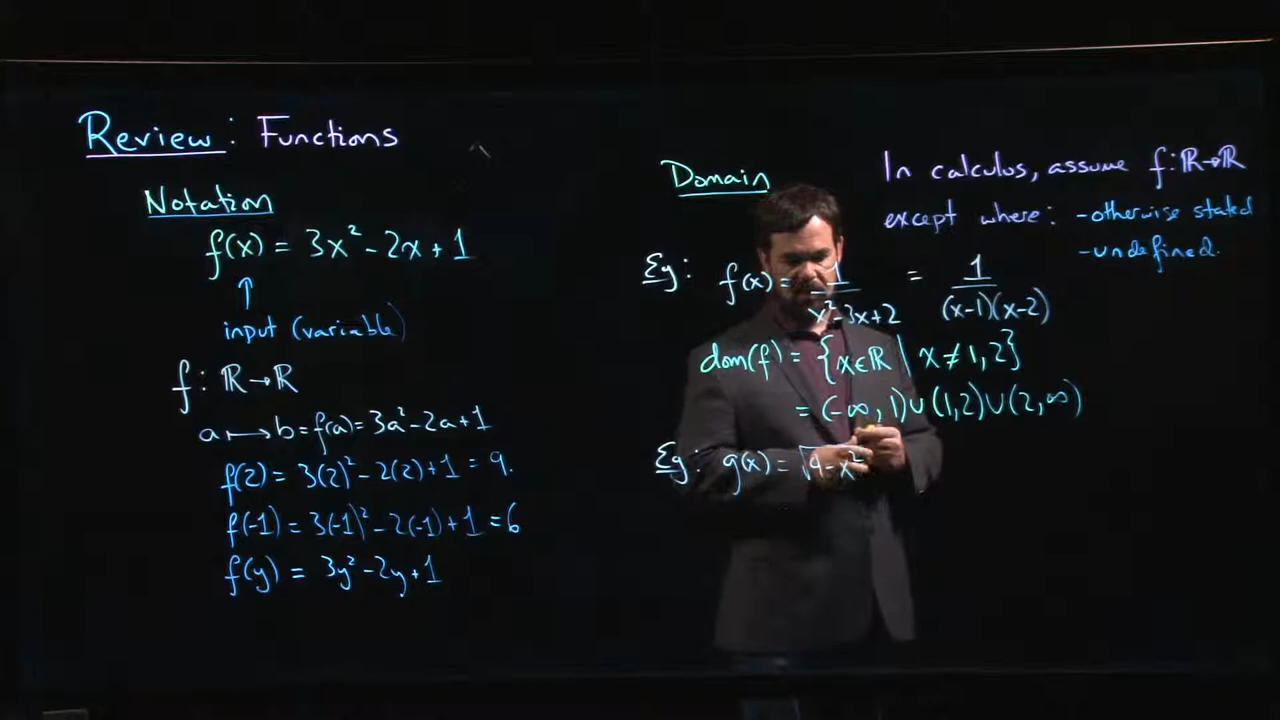 Review: Functions
Notation
f(x) = 3x² - 2x + 1
↑
input (variable)
f: ℝ→ℝ
a ⟼ b = f(a) = 3a² - 2a + 1
f(2) = 3(2)² - 2(2) + 1 = 9.
f(-1) = 3(-1)² - 2(-1) + 1 = 6
f(y) = 3y² - 2y + 1
Domain
In calculus, assume f: ℝ→ℝ
except where: - otherwise stated
- undefined.
Eg: f(x) = 1/(x² - 3x + 2) = 1/((x-1)(x-2))
dom(f) = {x∈ℝ | x ≠ 1, 2}
= (-∞, 1) ∪ (1, 2) ∪ (2, ∞)
Eg: g(x) = √(9 - x²)